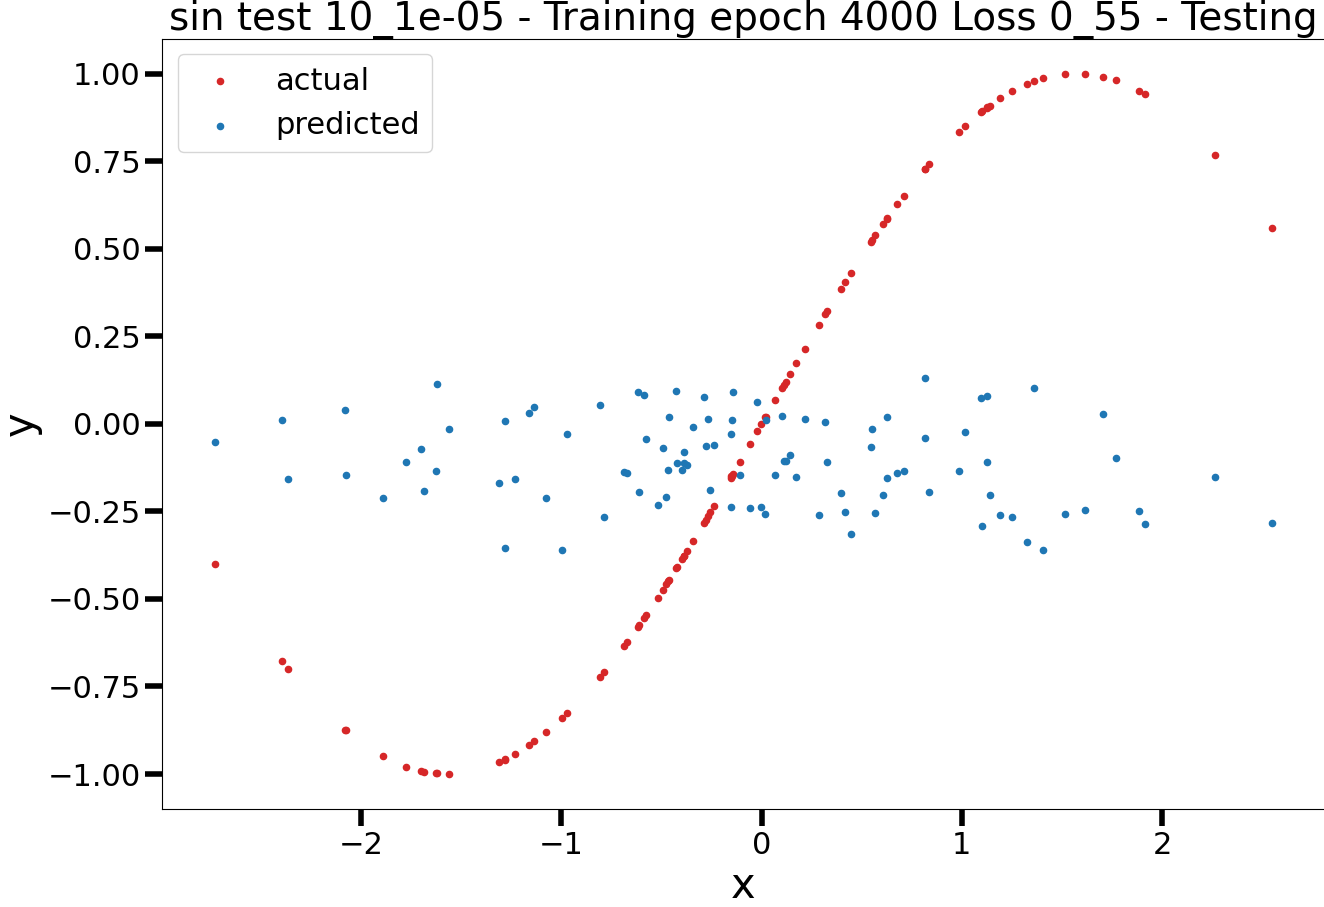 sin test 10_1e-05 - Training epoch 4000 Loss 0_55 - Testing
actual
predicted
1.00
0.75
0.50
0.25
0.00
−0.25
−0.50
−0.75
−1.00
y
−2 −1 0 1 2
x